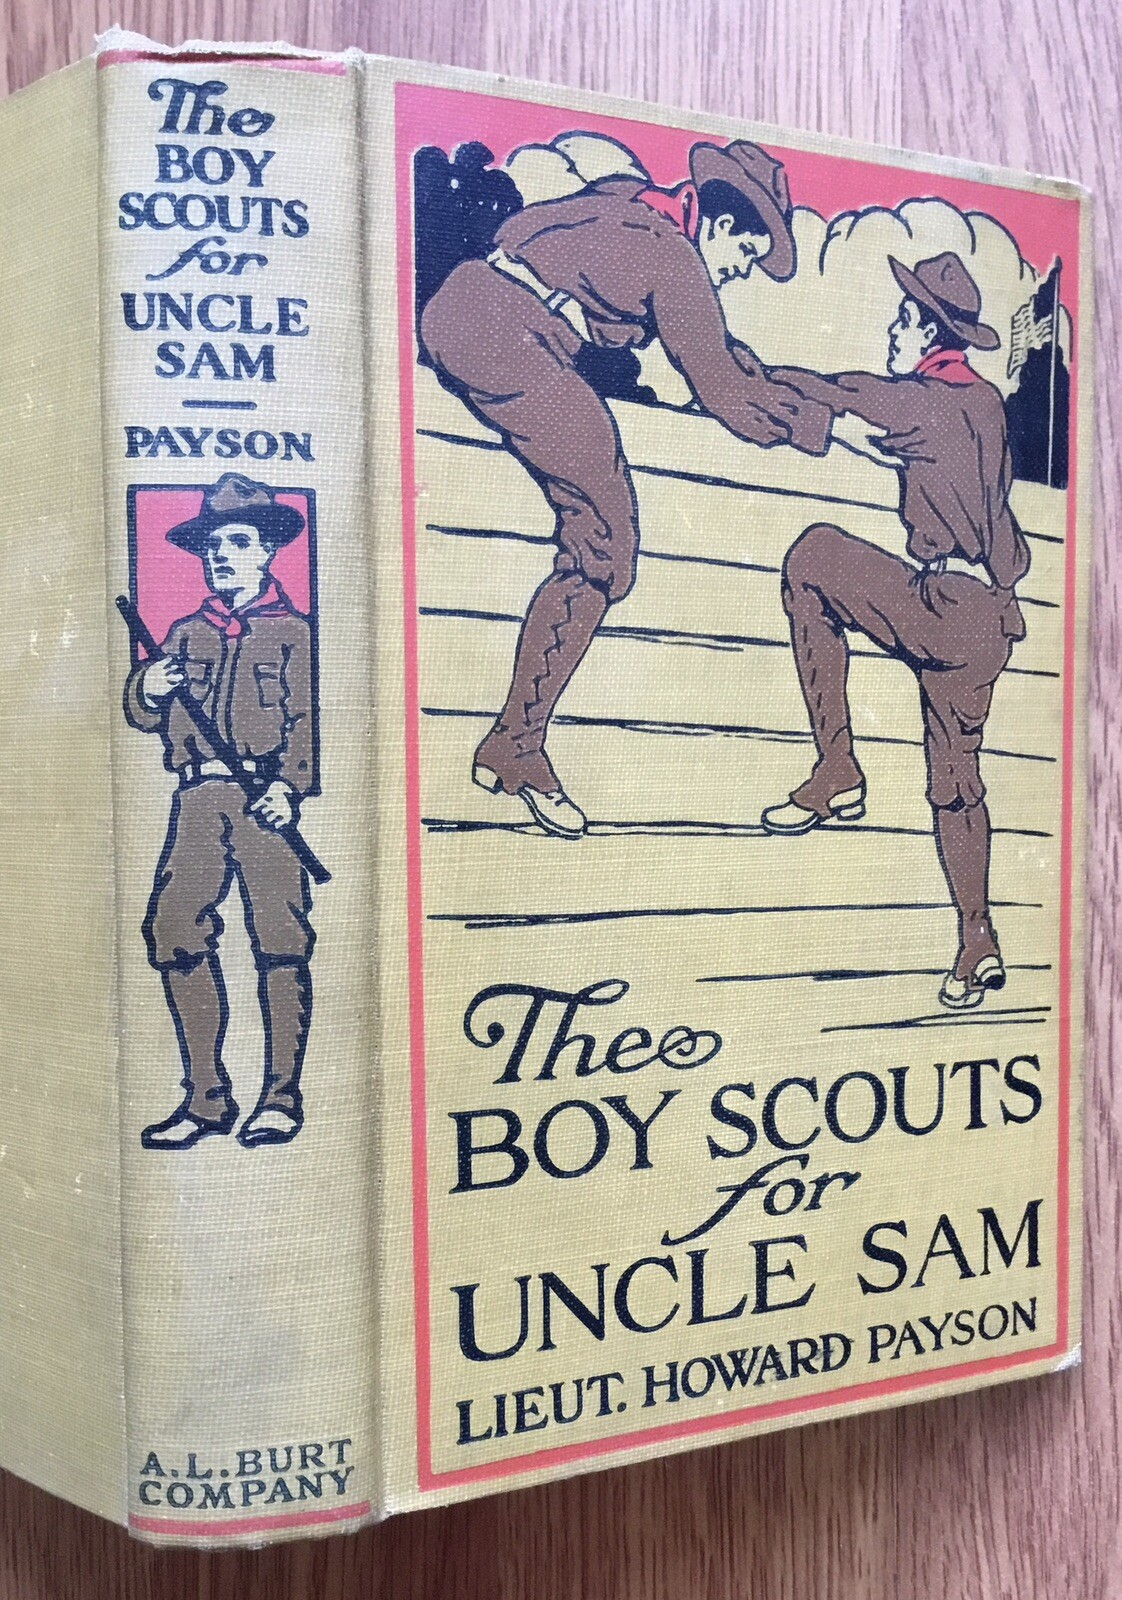 The
BOY
SCOUTS
for
UNCLE
SAM
PAYSON
A.L.BURT
COMPANY
The
BOY SCOUTS
for
UNCLE SAM
LIEUT. HOWARD PAYSON